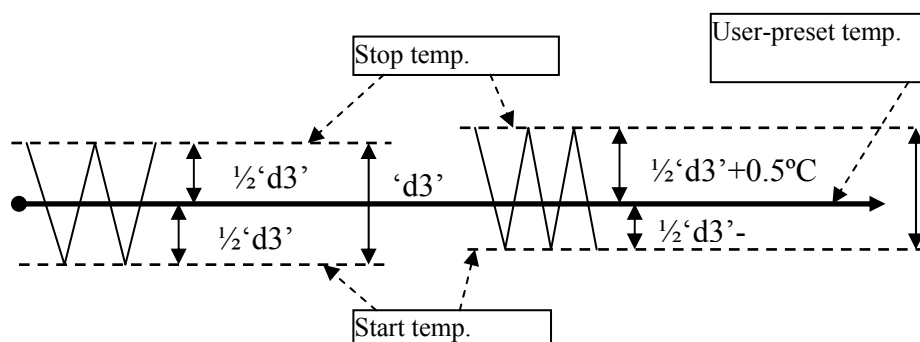 User-preset temp.
Stop temp.
½‘d3’
‘d3’
½‘d3’+0.5ºC
½‘d3’
½‘d3’-
Start temp.